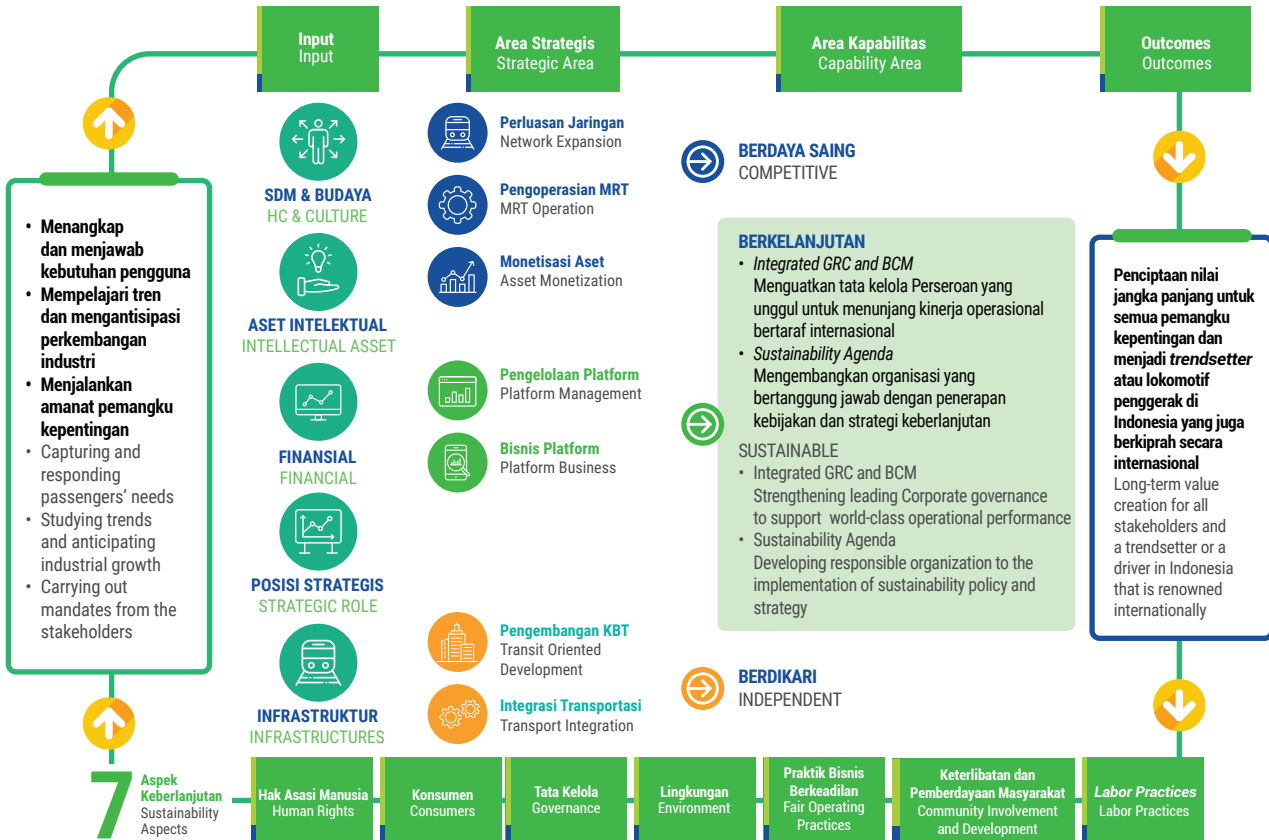 Input
Input
Area Strategis
Strategic Area
Area Kapabilitas
Capability Area
Outcomes
Outcomes
• Menangkap
dan menjawab
kebutuhan pengguna
• Mempelajari tren
dan mengantisipasi
perkembangan
industri
• Menjalankan
amanat pemangku
kepentingan
• Capturing and
responding
passengers' needs
• Studying trends
and anticipating
industrial growth
• Carrying out
mandates from the
stakeholders
SDM & BUDAYA
HC & CULTURE
ASET INTELEKTUAL
INTELLECTUAL ASSET
FINANSIAL
FINANCIAL
POSISI STRATEGIS
STRATEGIC ROLE
INFRASTRUKTUR
INFRASTRUCTURES
Perluasan Jaringan
Network Expansion
Pengoperasian MRT
MRT Operation
Monetisasi Aset
Asset Monetization
Pengelolaan Platform
Platform Management
Bisnis Platform
Platform Business
Pengembangan KBT
Transit Oriented
Development
Integrasi Transportasi
Transport Integration
BERDAYA SAING
COMPETITIVE
BERKELANJUTAN
• Integrated GRC and BCM
Menguatkan tata kelola Perseroan yang
unggul untuk menunjang kinerja operasional
bertaraf internasional
• Sustainability Agenda
Mengembangkan organisasi yang
bertanggung jawab dengan penerapan
kebijakan dan strategi keberlanjutan
SUSTAINABLE
• Integrated GRC and BCM
Strengthening leading Corporate governance
to support world-class operational performance
• Sustainability Agenda
Developing responsible organization to the
implementation of sustainability policy and
strategy
BERDIKARI
INDEPENDENT
Penciptaan nilai
jangka panjang untuk
semua pemangku
kepentingan dan
menjadi trendsetter
atau lokomotif
penggerak di
Indonesia yang juga
berkiprah secara
internasional
Long-term value
creation for all
stakeholders and
a trendsetter or a
driver in Indonesia
that is renowned
internationally
7
Aspek
Keberlanjutan
Sustainability
Aspects
Hak Asasi Manusia
Human Rights
Konsumen
Consumers
Tata Kelola
Governance
Lingkungan
Environment
Praktik Bisnis
Berkeadilan
Fair Operating
Practices
Keterlibatan dan
Pemberdayaan Masyarakat
Community Involvement
and Development
Labor Practices
Labor Practices